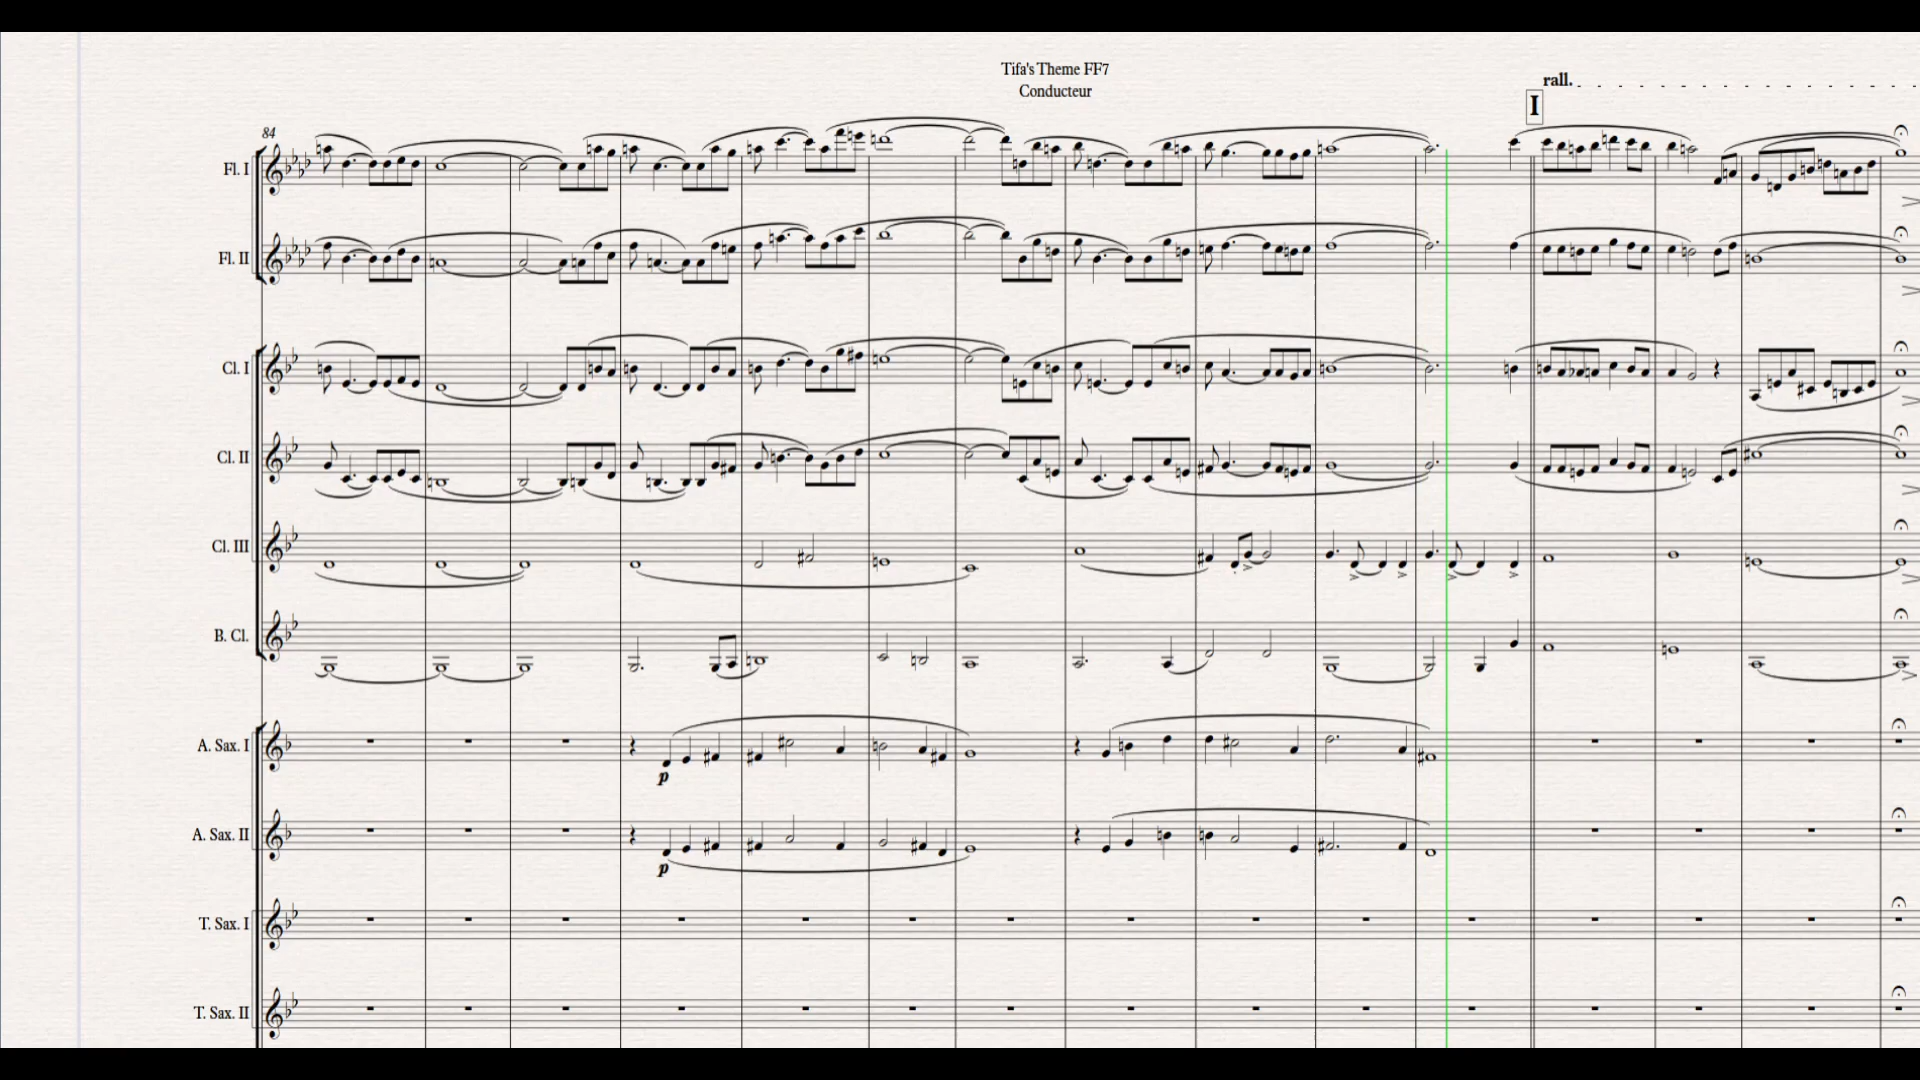 Tifa's Theme FF7
Conducteur
rall.
I
84
Fl. I
Fl. II
Cl. I
Cl. II
Cl. III
B. Cl.
A. Sax. I
p
A. Sax. II
p
T. Sax. I
T. Sax. II